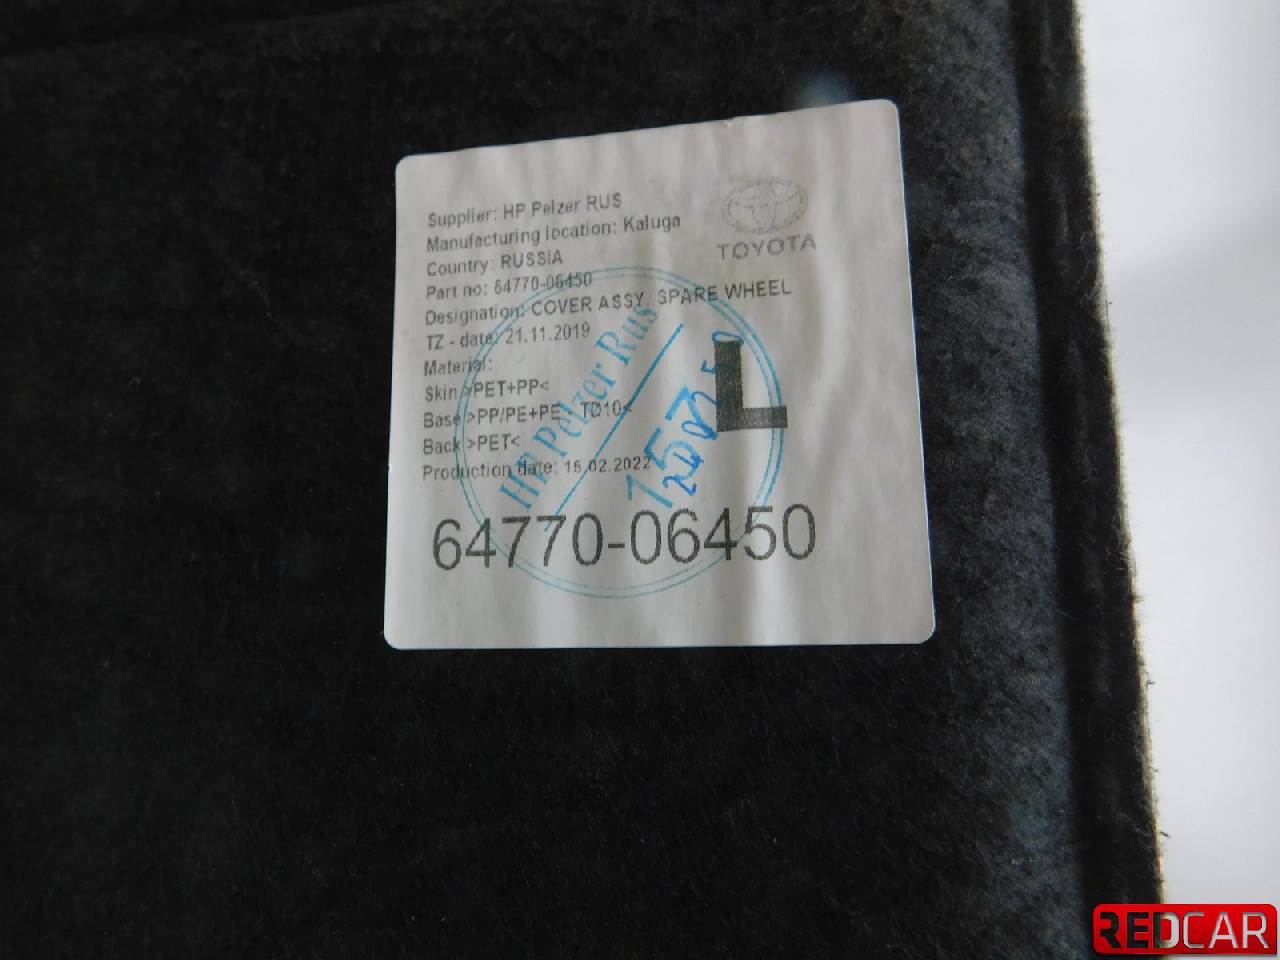 Supplier: HP Pelzer RUS
Manufacturing location: Kaluga
Country: RUSSIA
Part no: 64770-06450
Designation: COVER ASSY, SPARE WHEEL
TZ - date: 21.11.2019
Material:
Skin >PET+PP<
Base >PP/PE+PE TD10<
Back >PET<
Production date: 15.02.2022
64770-06450
TOYOTA
L
HP Pelzer Rus
REDCAR